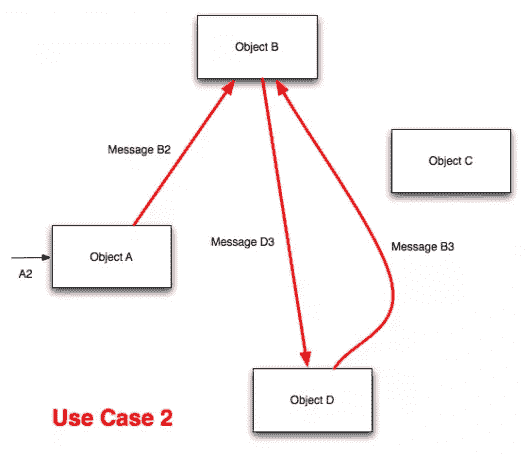 Object B
Message B2
Object C
Message D3
Message B3
Object A
A2
Object D
Use Case 2